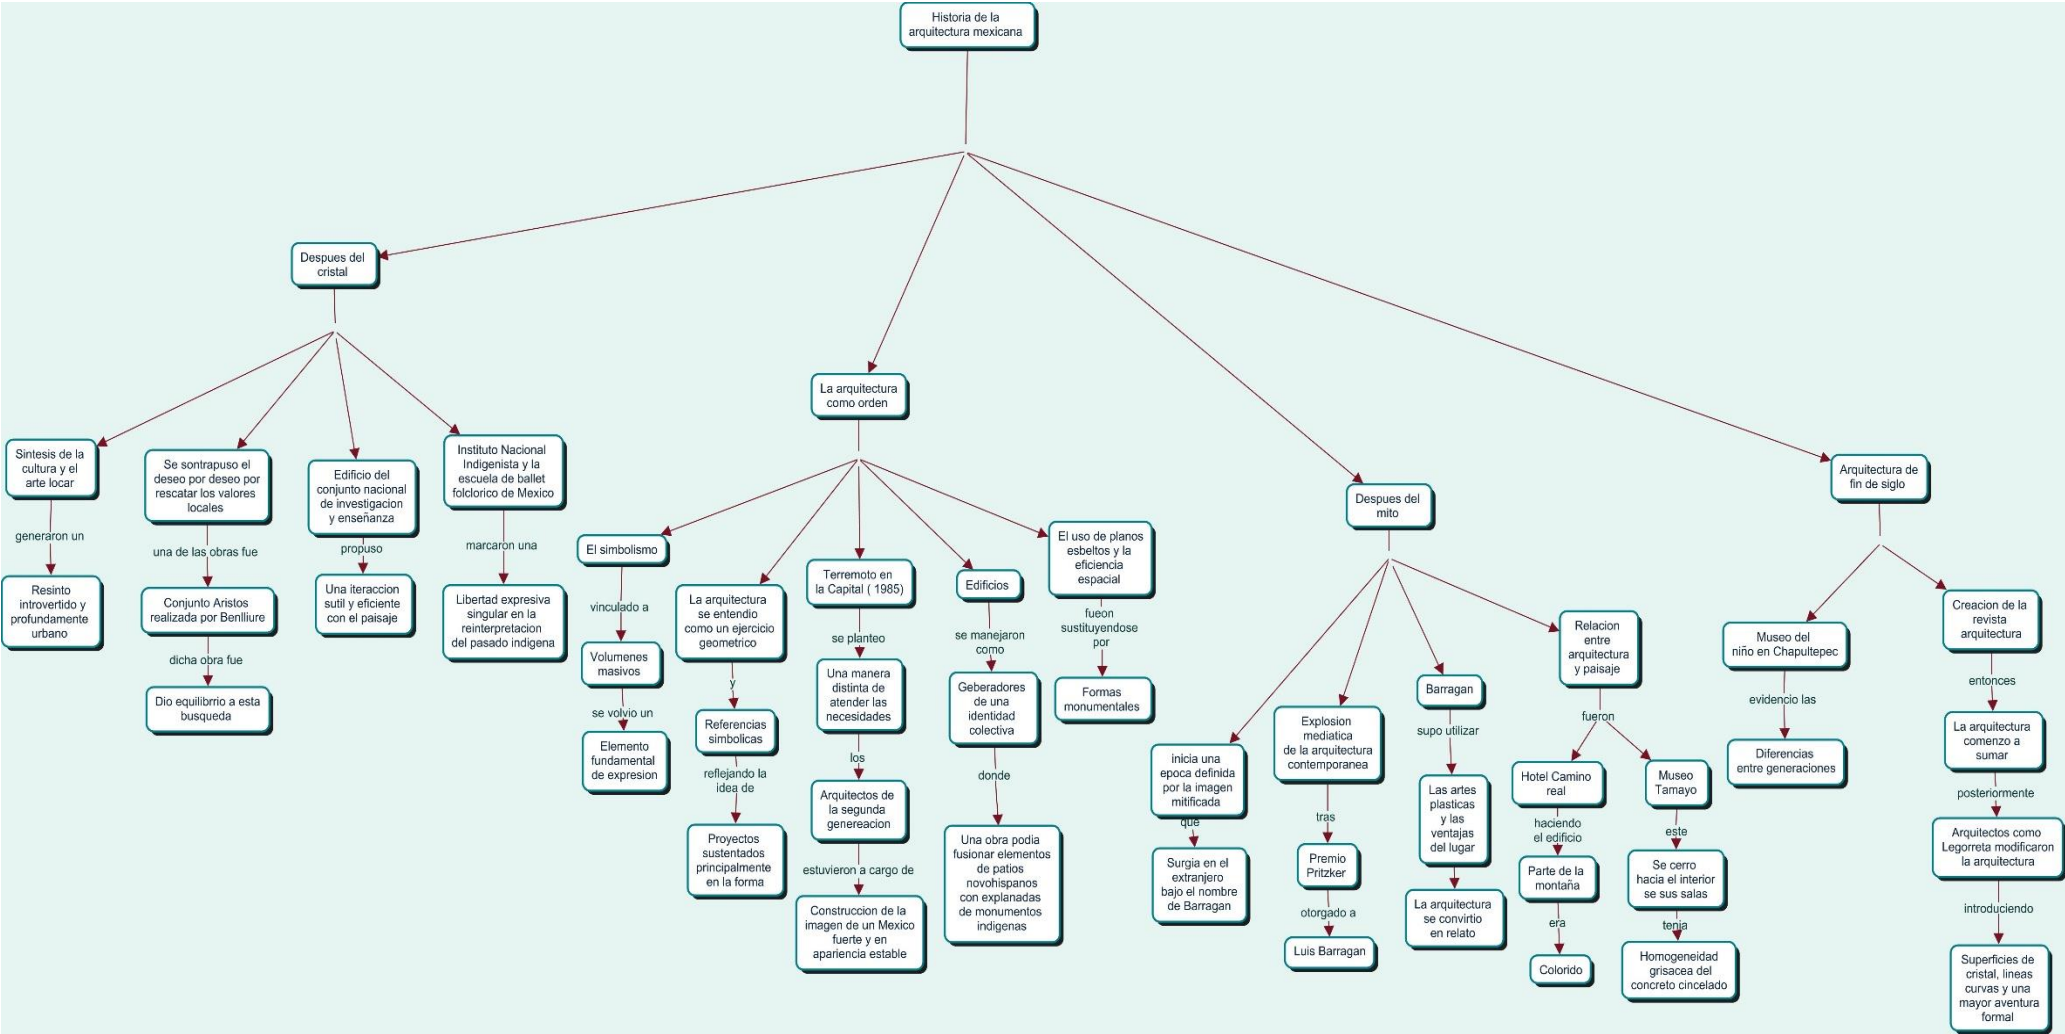 Historia de la
arquitectura mexicana
Despues del
cristal
Sintesis de la
cultura y el
arte locar
generaron un
Resinto
introvertido y
profundamente
urbano
Se sontrapuso el
deseo por deseo por
rescatar los valores
locales
una de las obras fue
Conjunto Aristos
realizada por Benlliure
dicha obra fue
Dio equilibrrio a esta
busqueda
Edificio del
conjunto nacional
de investigacion
y enseñanza
propuso
Una iteraccion
sutil y eficiente
con el paisaje
Instituto Nacional
Indigenista y la
escuela de ballet
folclorico de Mexico
marcaron una
Libertad expresiva
singular en la
reinterpretacion
del pasado indigena
La arquitectura
como orden
El simbolismo
vinculado a
Volumenes
masivos
se volvio un
Elemento
fundamental
de expresion
La arquitectura
se entendio
como un ejercicio
geometrico
y
Referencias
simbolicas
reflejando la
idea de
Proyectos
sustentados
principalmente
en la forma
Terremoto en
la Capital ( 1985)
se planteo
Una manera
distinta de
atender las
necesidades
los
Arquitectos de
la segunda
genereacion
estuvieron a cargo de
Construccion de la
imagen de un Mexico
fuerte y en
apariencia estable
Edificios
se manejaron
como
Geberadores
de una
identidad
colectiva
donde
Una obra podia
fusionar elementos
de patios
novohispanos
con explanadas
de monumentos
indigenas
El uso de planos
esbeltos y la
eficiencia
espacial
fueon
sustituyendose
por
Formas
monumentales
Despues del
mito
inicia una
epoca definida
por la imagen
mitificada
que
Surgia en el
extranjero
bajo el nombre
de Barragan
Explosion
mediatica
de la arquitectura
contemporanea
tras
Premio
Pritzker
otorgado a
Luis Barragan
Barragan
supo utilizar
Las artes
plasticas
y las
ventajas
del lugar
La arquitectura
se convirtio
en relato
Relacion
entre
arquitectura
y paisaje
fueron
Hotel Camino
real
haciendo
el edificio
Parte de la
montaña
era
Colorido
Museo
Tamayo
este
Se cerro
hacia el interior
se sus salas
tenia
Homogeneidad
grisacea del
concreto cincelado
Arquitectura de
fin de siglo
Museo del
niño en Chapultepec
evidencio las
Diferencias
entre generaciones
Creacion de la
revista
arquitectura
entonces
La arquitectura
comenzo a
sumar
posteriormente
Arquitectos como
Legorreta modificaron
la arquitectura
introduciendo
Superficies de
cristal, lineas
curvas y una
mayor aventura
formal